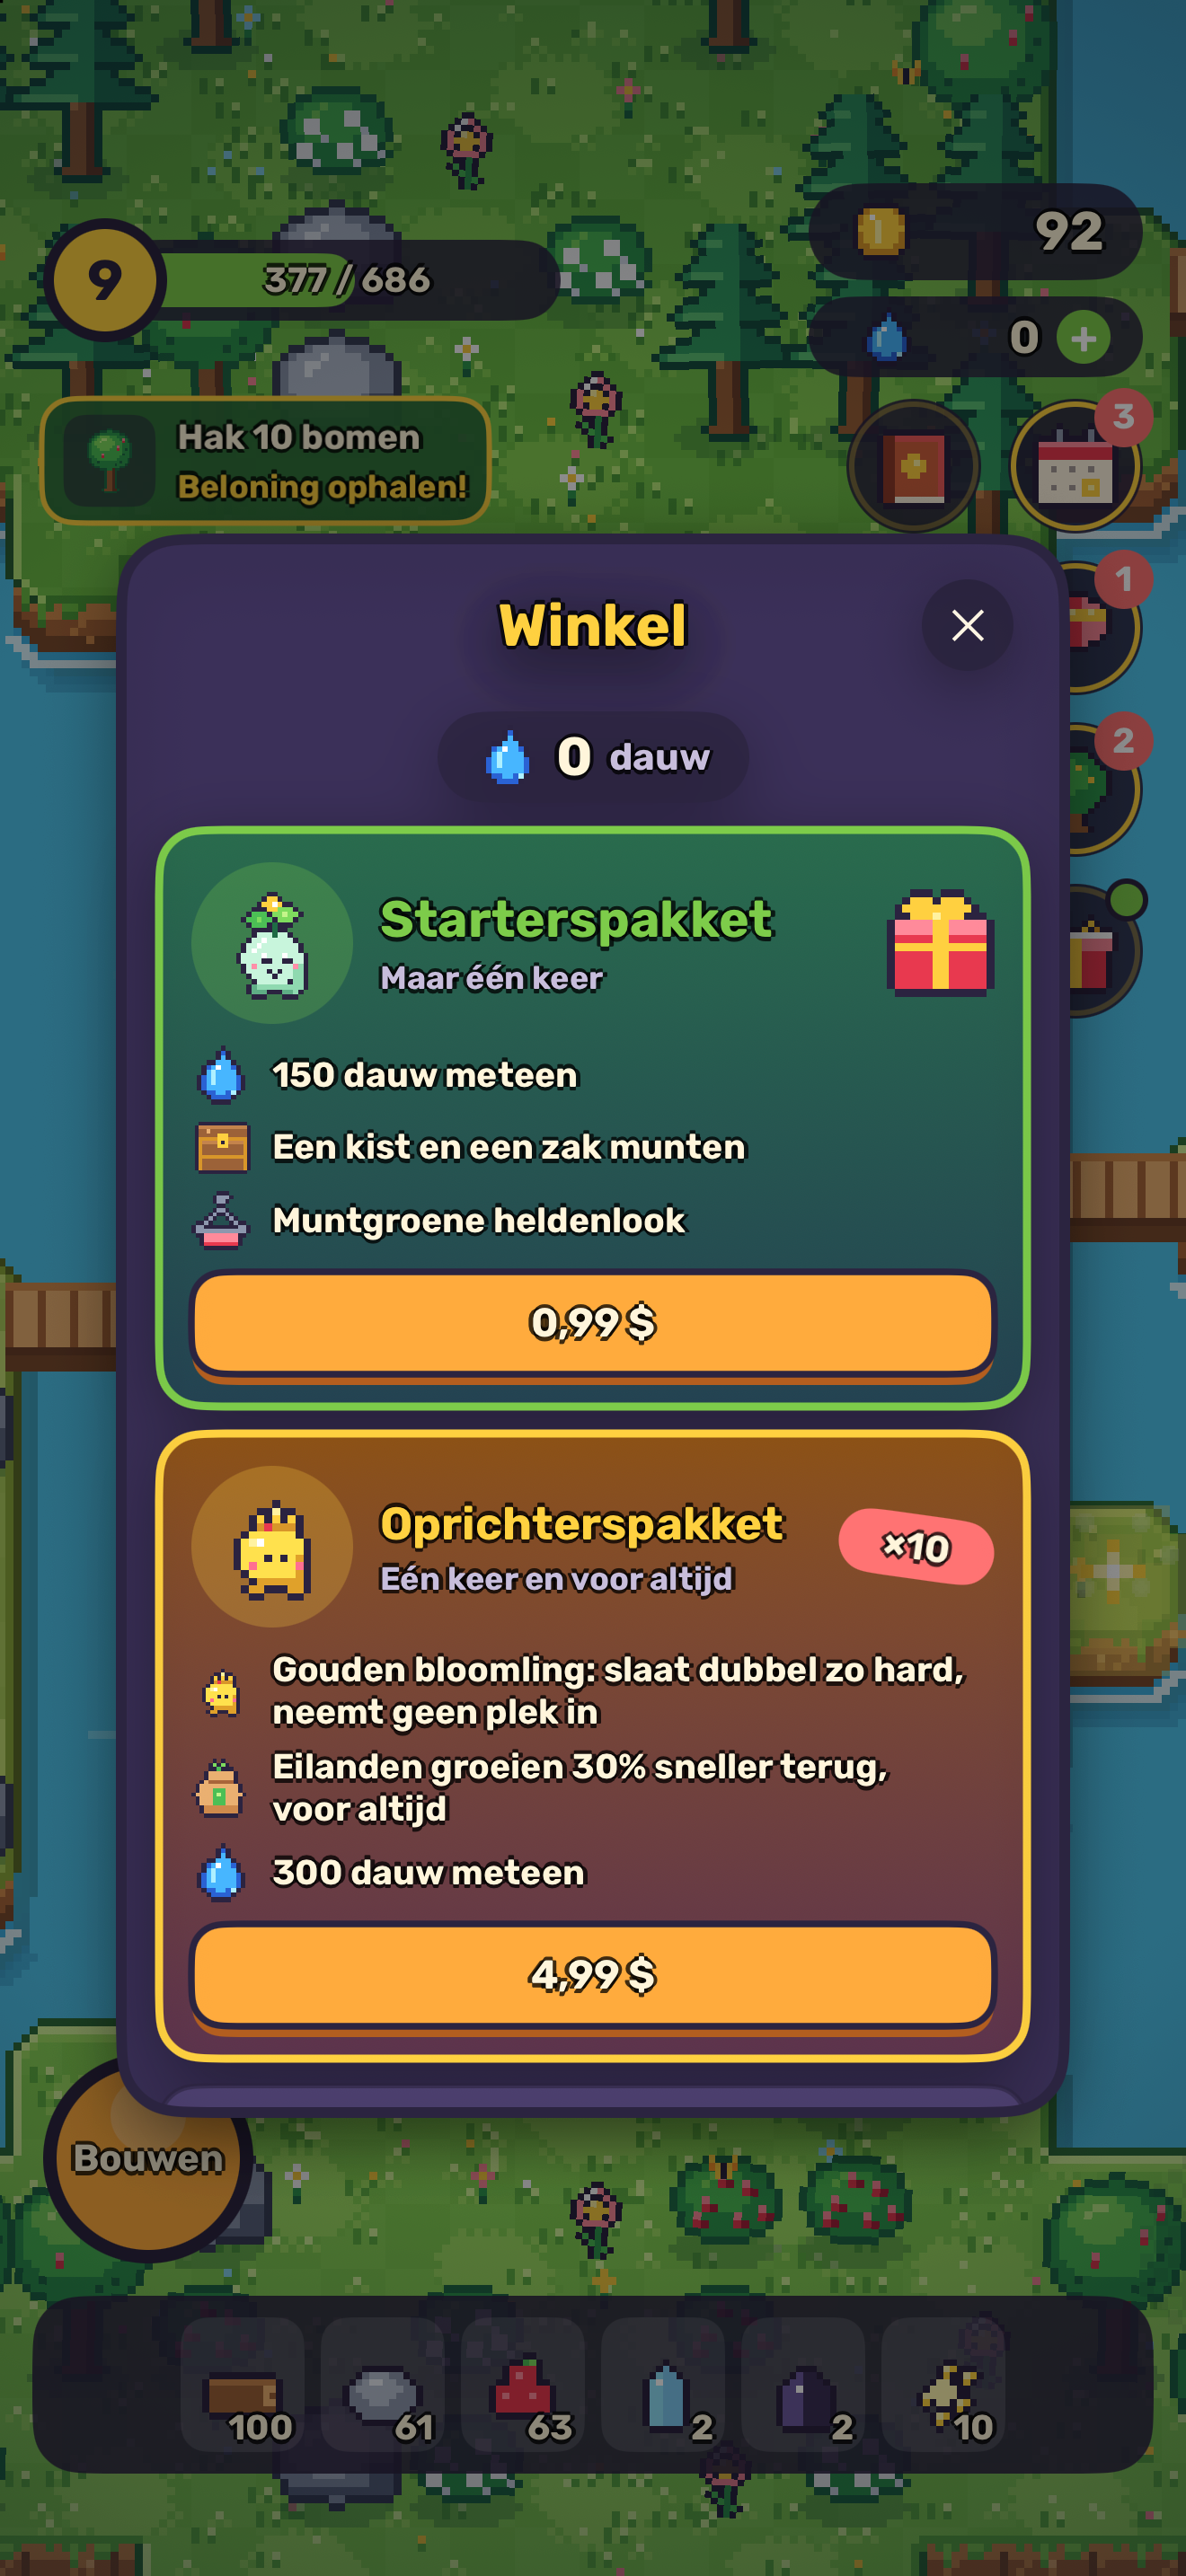 92
9
377 / 686
0
Hak 10 bomen
Beloning ophalen!
3
1
2
Winkel
0 dauw
Starterspakket
Maar één keer
150 dauw meteen
Een kist en een zak munten
Muntgroene heldenlook
0,99 $
Oprichterspakket
Eén keer en voor altijd
×10
Gouden bloomling: slaat dubbel zo hard,
neemt geen plek in
Eilanden groeien 30% sneller terug,
voor altijd
300 dauw meteen
4,99 $
Bouwen
100
61
63
2
2
10